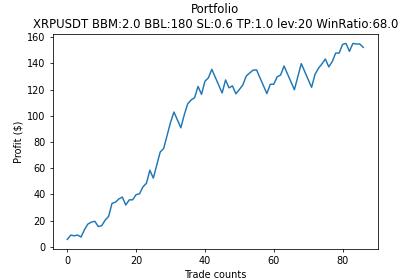 Portfolio
XRPUSDT BBM:2.0 BBL:180 SL:0.6 TP:1.0 lev:20 WinRatio:68.0
160
140
120
100
80
60
40
20
0
Profit ($)
0 20 40 60 80
Trade counts